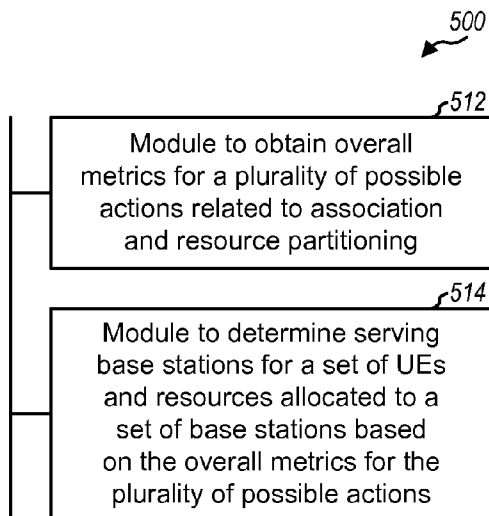 500
512
Module to obtain overall
metrics for a plurality of possible
actions related to association
and resource partitioning
514
Module to determine serving
base stations for a set of UEs
and resources allocated to a
set of base stations based
on the overall metrics for the
plurality of possible actions